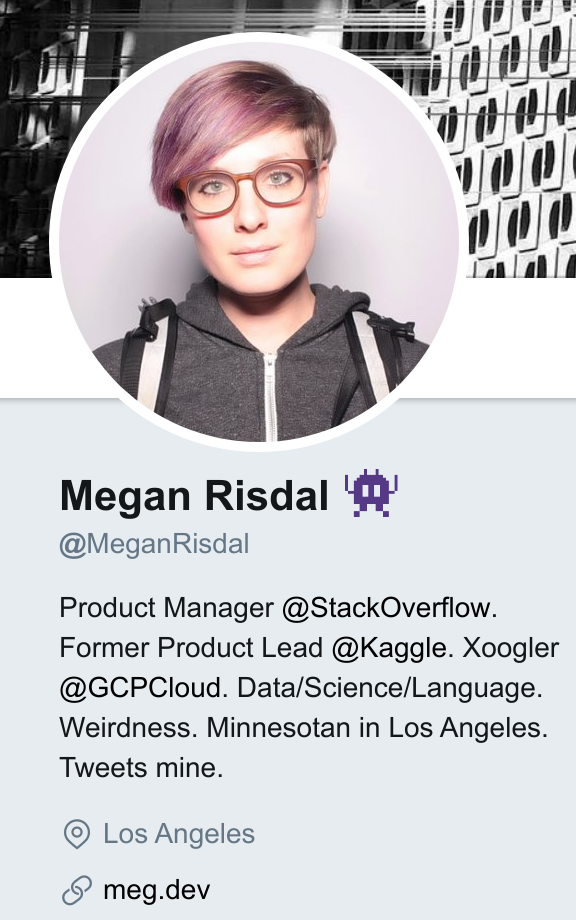 Megan Risdal 👾
@MeganRisdal
Product Manager @StackOverflow.
Former Product Lead @Kaggle. Xoogler
@GCPCloud. Data/Science/Language.
Weirdness. Minnesotan in Los Angeles.
Tweets mine.
Los Angeles
meg.dev